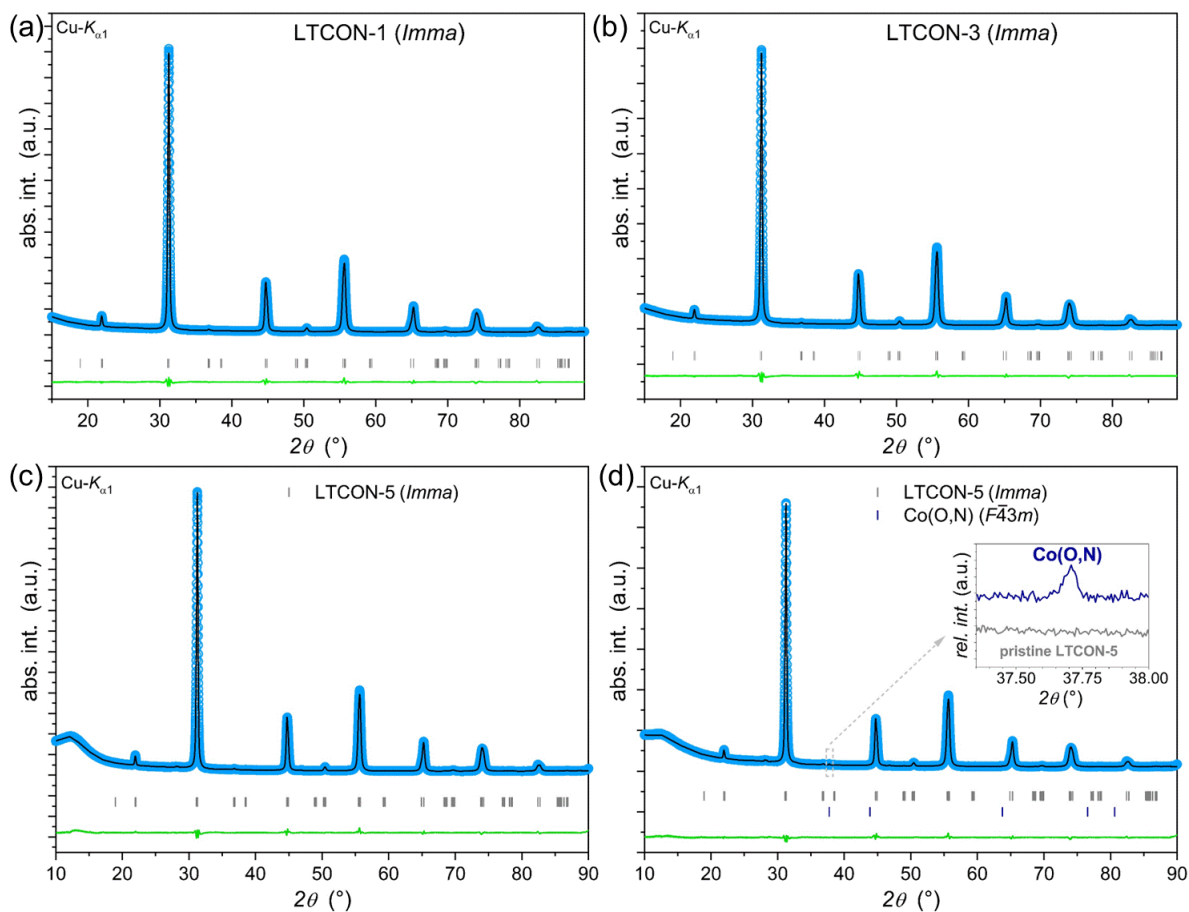 (a)
Cu-Kα1
LTCON-1 (Imma)
abs. int. (a.u.)
20 30 40 50 60 70 80
2θ (°)
(b)
Cu-Kα1
LTCON-3 (Imma)
abs. int. (a.u.)
20 30 40 50 60 70 80
2θ (°)
(c)
Cu-Kα1
LTCON-5 (Imma)
abs. int. (a.u.)
10 20 30 40 50 60 70 80 90
2θ (°)
(d)
Cu-Kα1
LTCON-5 (Imma)
Co(O,N) (F4̅3m)
Co(O,N)
rel. int. (a.u.)
pristine LTCON-5
37.50 37.75 38.00
2θ (°)
abs. int. (a.u.)
10 20 30 40 50 60 70 80 90
2θ (°)